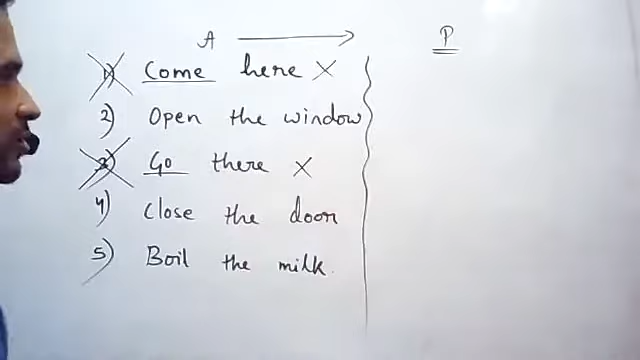 A → P
1) Come here ×
2) Open the window
3) Go there ×
4) Close the door
5) Boil the milk.